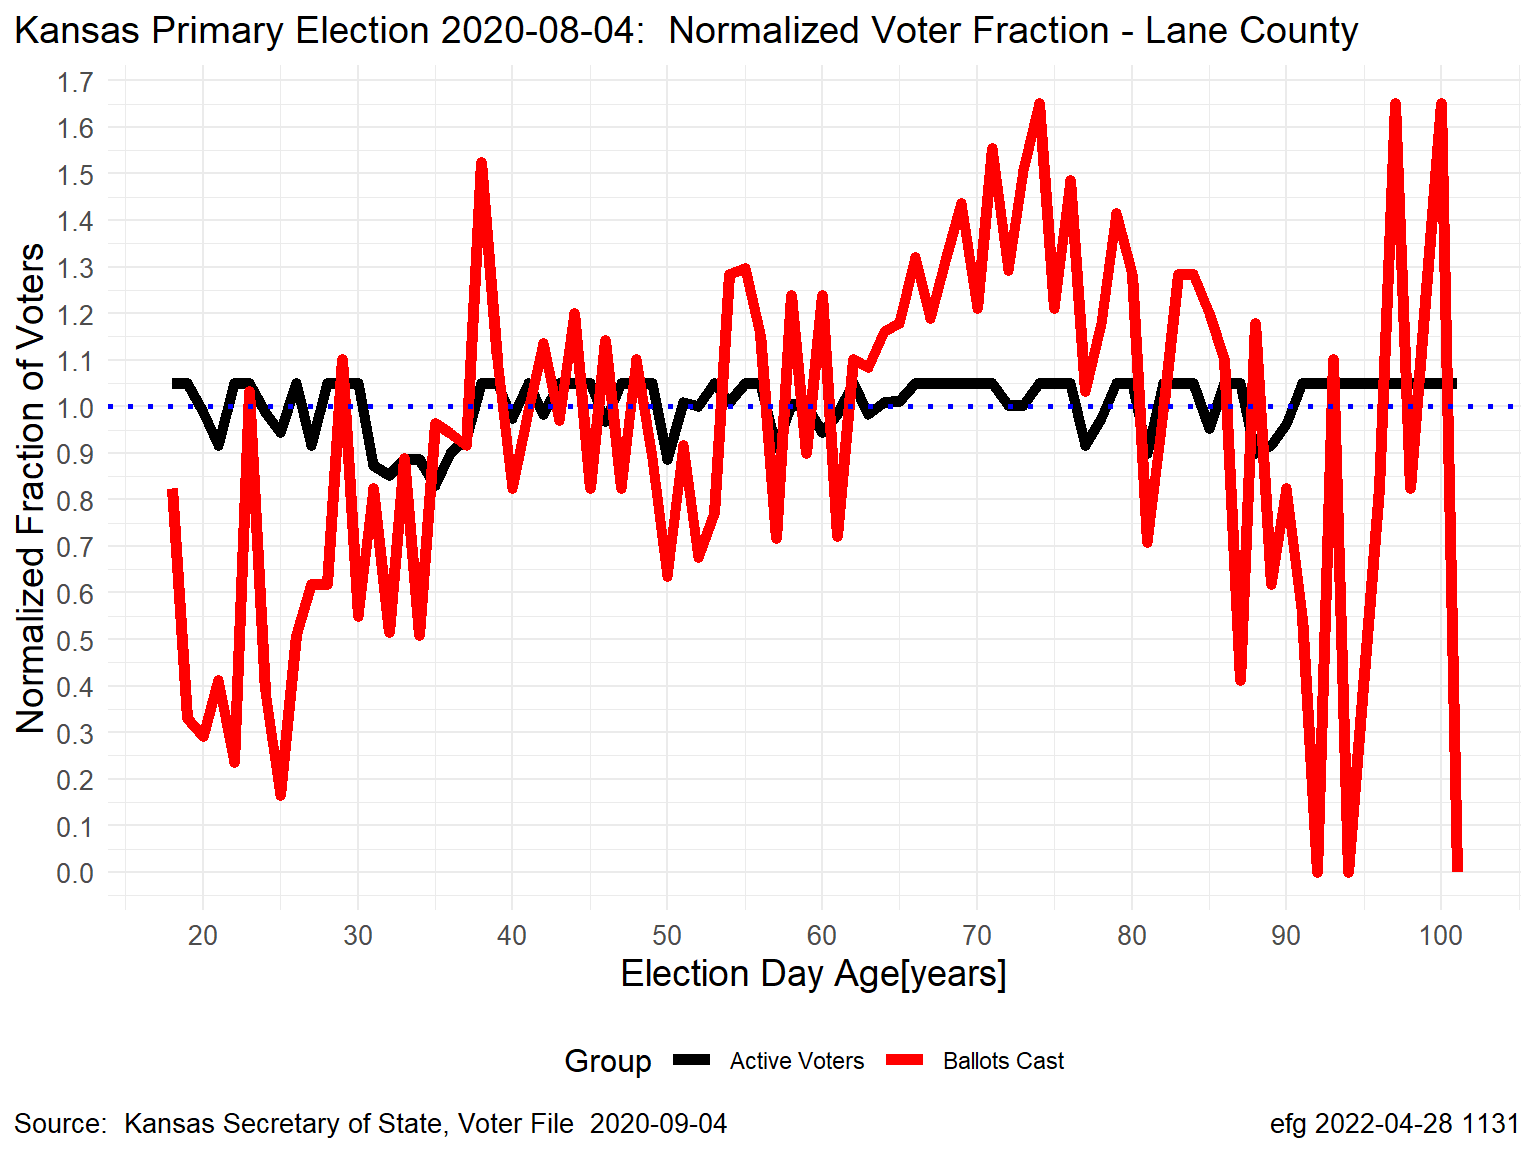 Kansas Primary Election 2020-08-04:  Normalized Voter Fraction - Lane County
Normalized Fraction of Voters
1.7
1.6
1.5
1.4
1.3
1.2
1.1
1.0
0.9
0.8
0.7
0.6
0.5
0.4
0.3
0.2
0.1
0.0
20 30 40 50 60 70 80 90 100
Election Day Age[years]
Group Active Voters Ballots Cast
Source:  Kansas Secretary of State, Voter File  2020-09-04
efg 2022-04-28 1131